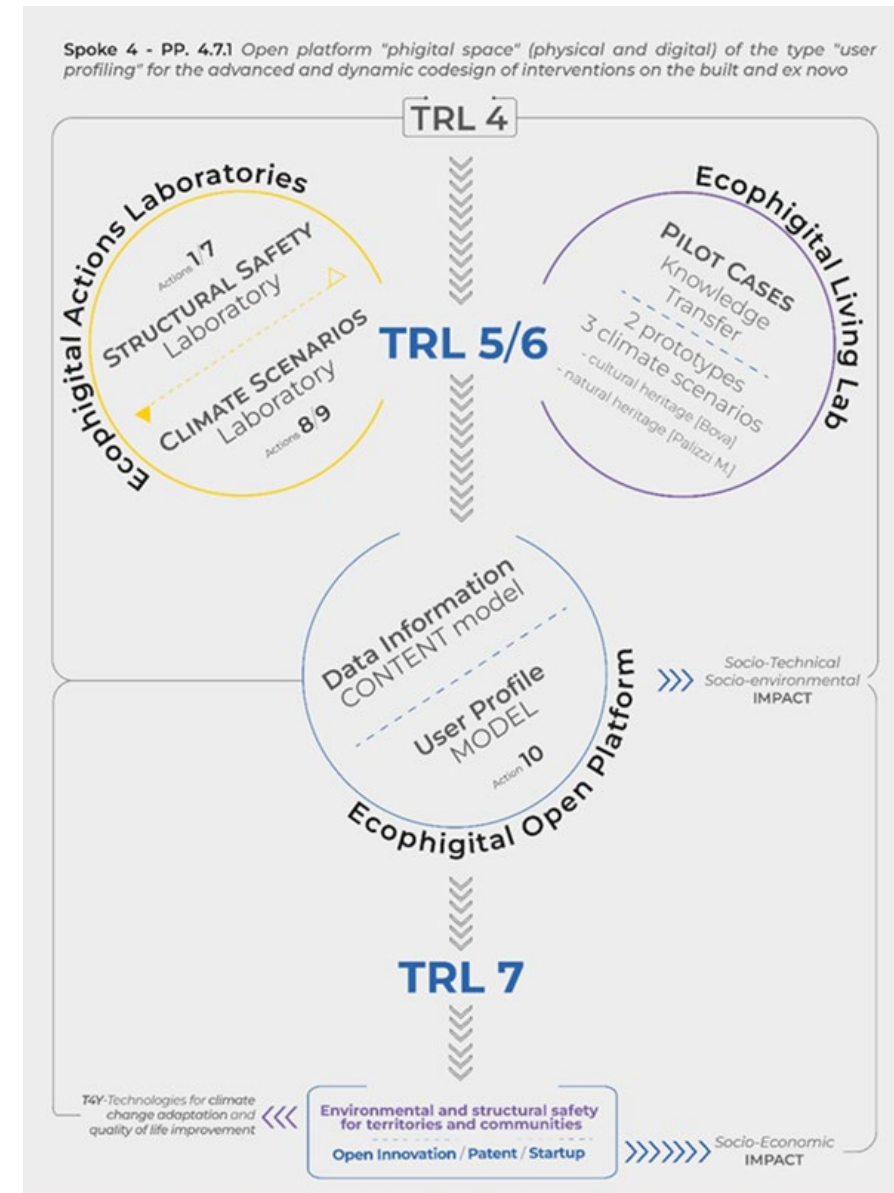 Spoke 4 - PP. 4.7.1 Open platform "phigital space" (physical and digital) of the type "user
profiling" for the advanced and dynamic codesign of interventions on the built and ex novo
TRL 4
Ecophigital Actions Laboratories
Actions 1/7
STRUCTURAL SAFETY
Laboratory
CLIMATE SCENARIOS
Laboratory
Actions 8/9
TRL 5/6
Ecophigital Living Lab
PILOT CASES
Knowledge
Transfer
2 prototypes
3 climate scenarios
- cultural heritage [Bova]
- natural heritage [Palizzi M.]
Data Information
CONTENT model
User Profile
MODEL
Action 10
Ecophigital Open Platform
Socio-Technical
Socio-environmental
IMPACT
TRL 7
T4Y-Technologies for climate
change adaptation and
quality of life improvement
Environmental and structural safety
for territories and communities
Open Innovation / Patent / Startup
Socio-Economic
IMPACT